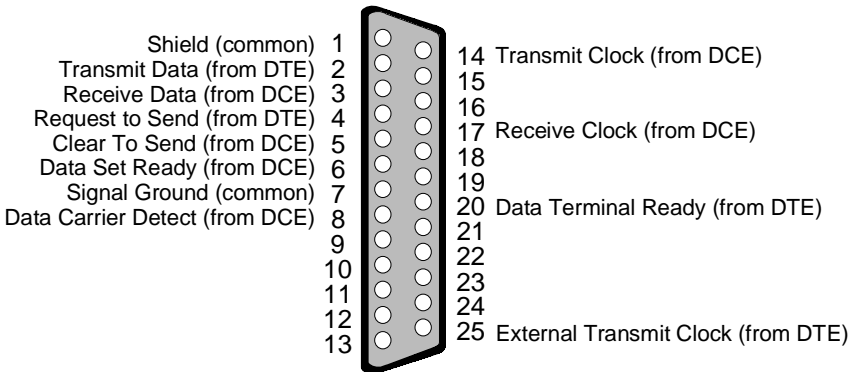 Shield (common) 1
Transmit Data (from DTE) 2
Receive Data (from DCE) 3
Request to Send (from DTE) 4
Clear To Send (from DCE) 5
Data Set Ready (from DCE) 6
Signal Ground (common) 7
Data Carrier Detect (from DCE) 8
9
10
11
12
13
14 Transmit Clock (from DCE)
15
16
17 Receive Clock (from DCE)
18
19
20 Data Terminal Ready (from DTE)
21
22
23
24
25 External Transmit Clock (from DTE)